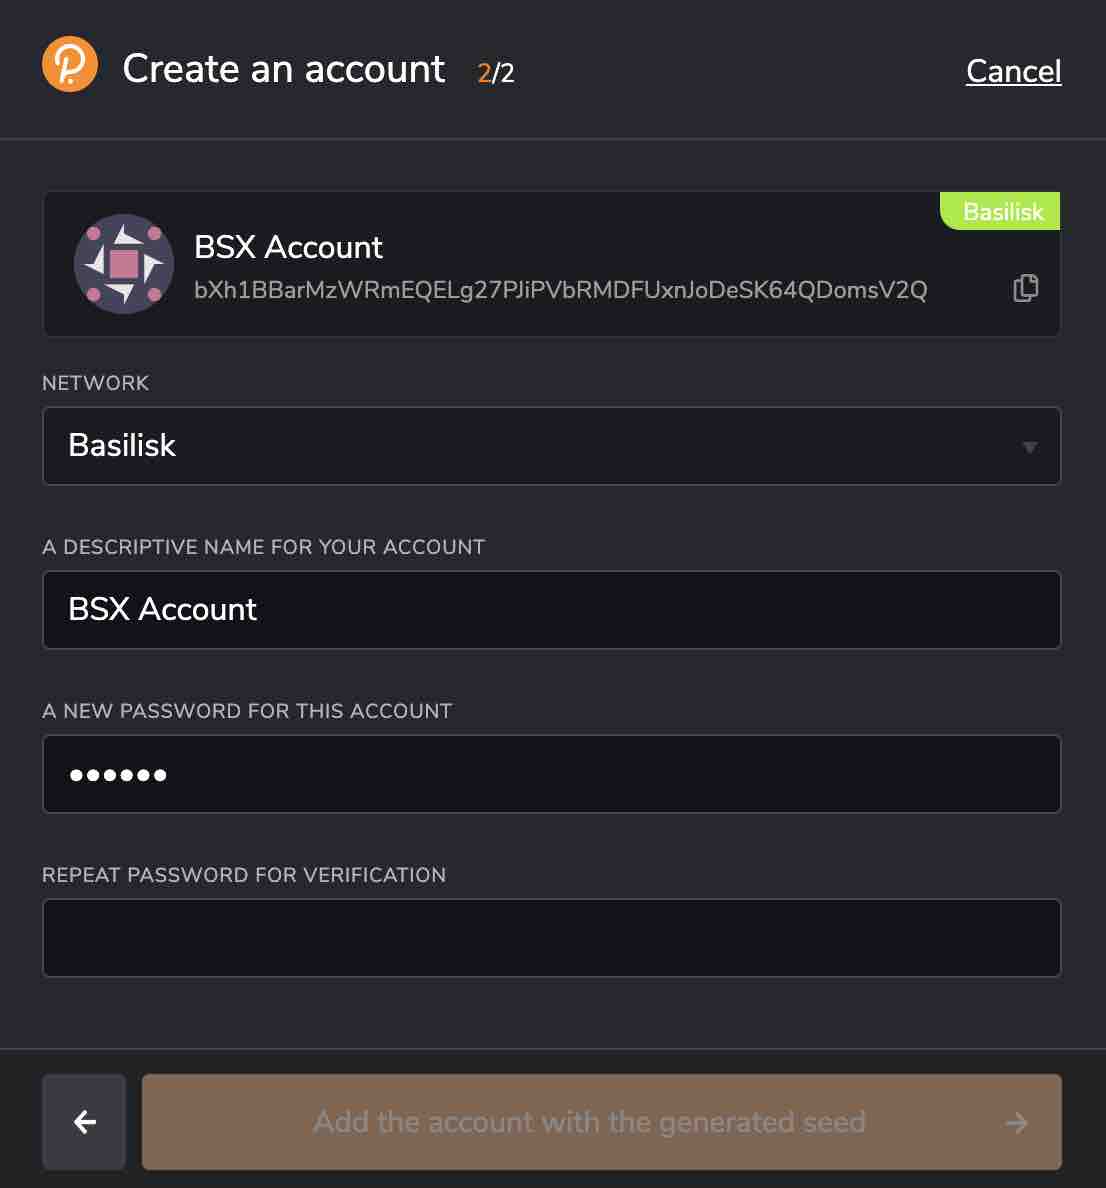 Create an account 2/2
Cancel
Basilisk
BSX Account
bXh1BBarMzWRmEQELg27PJiPVbRMDFUxnJoDeSK64QDomsV2Q
NETWORK
Basilisk
A DESCRIPTIVE NAME FOR YOUR ACCOUNT
BSX Account
A NEW PASSWORD FOR THIS ACCOUNT
••••••
REPEAT PASSWORD FOR VERIFICATION
Add the account with the generated seed